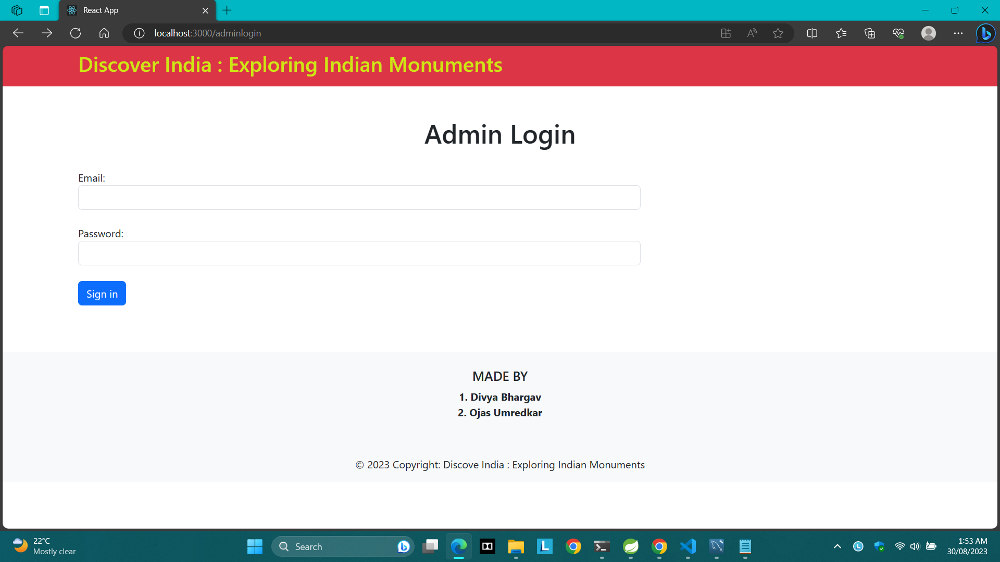 React App
localhost:3000/adminlogin
Discover India : Exploring Indian Monuments
Admin Login
Email:
Password:
Sign in
MADE BY
1. Divya Bhargav
2. Ojas Umredkar
© 2023 Copyright: Discove India : Exploring Indian Monuments
22°C
Mostly clear
Search
1:53 AM
30/08/2023